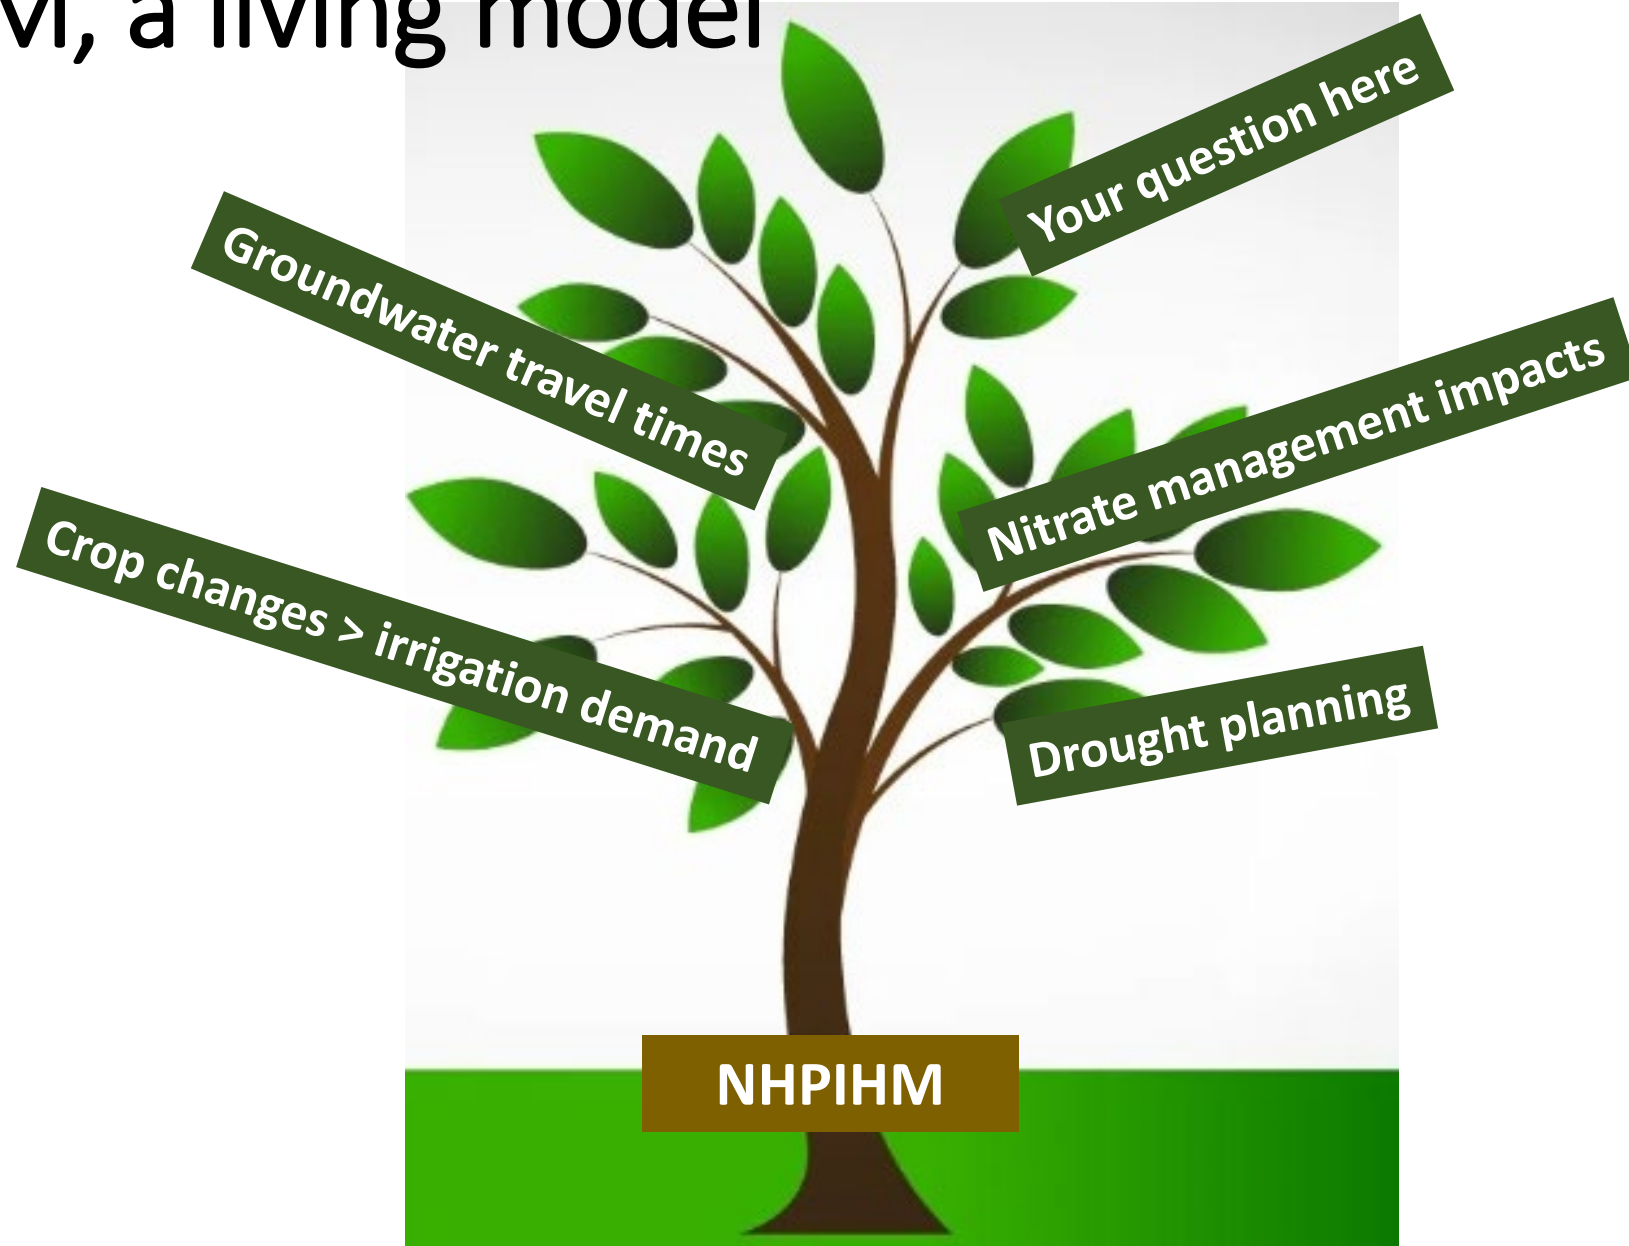 M, a living model
Your question here
Groundwater travel times
Nitrate management impacts
Crop changes > irrigation demand
Drought planning
NHPIHM